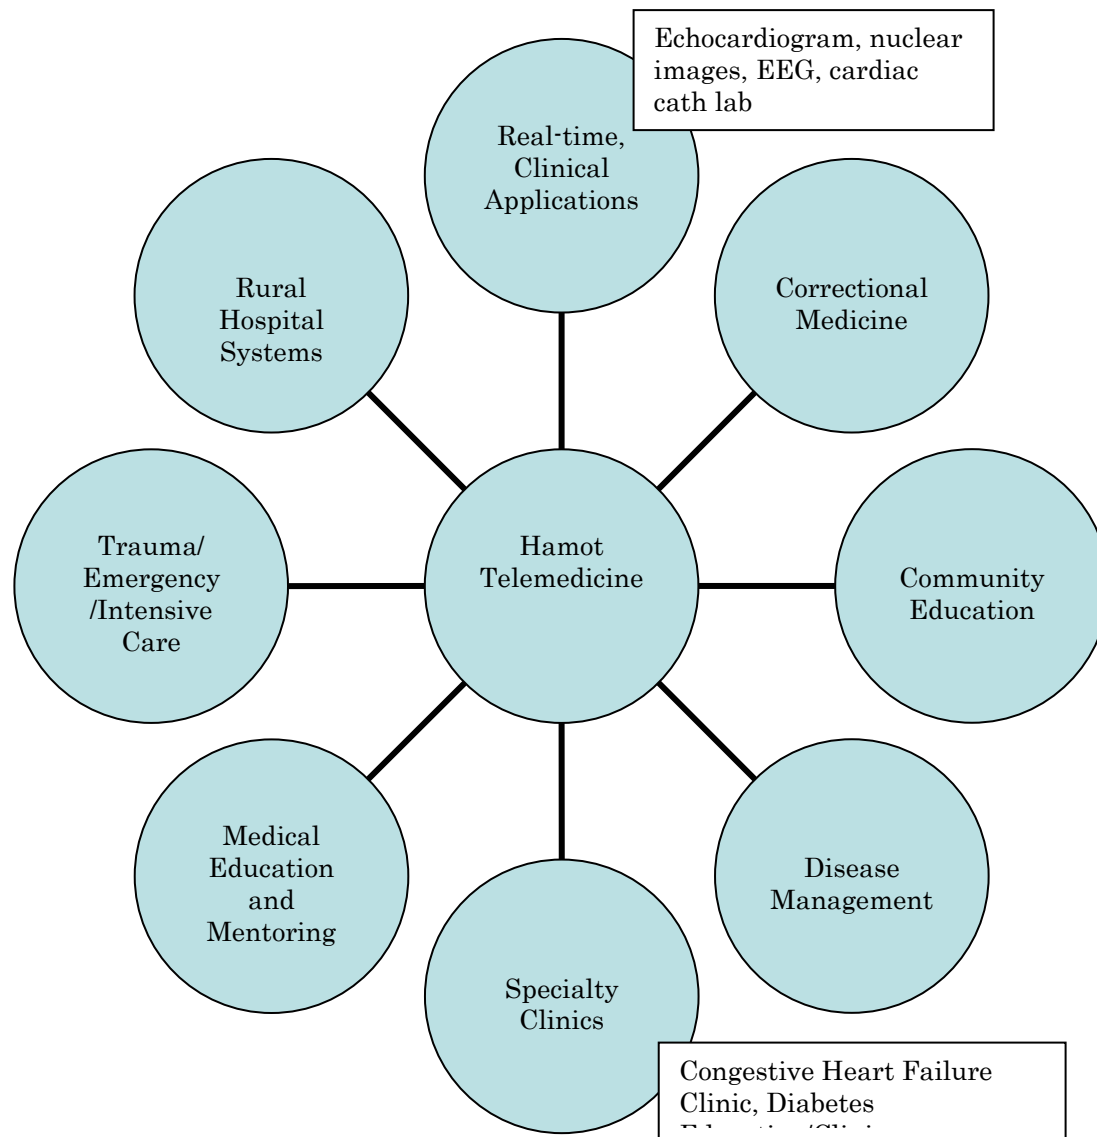 Echocardiogram, nuclear
images, EEG, cardiac
cath lab
Real-time,
Clinical
Applications
Rural
Hospital
Systems
Correctional
Medicine
Trauma/
Emergency
/Intensive
Care
Hamot
Telemedicine
Community
Education
Medical
Education
and
Mentoring
Disease
Management
Specialty
Clinics
Congestive Heart Failure
Clinic, Diabetes